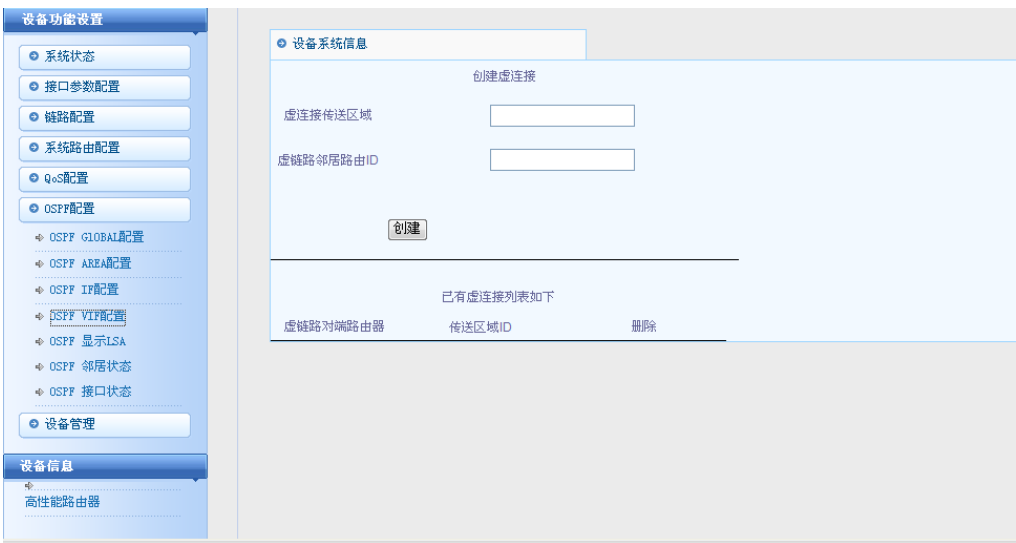 设备功能设置
系统状态
接口参数配置
链路配置
系统路由配置
QoS配置
OSPF配置
OSPF GlOBAL配置
OSPF AREA配置
OSPF IF配置
OSPF VIF配置
OSPF 显示LSA
OSPF 邻居状态
OSPF 接口状态
设备管理
设备信息
高性能路由器
设备系统信息
创建虚连接
虚连接传送区域
虚链路邻居路由ID
创建
已有虚连接列表如下
虚链路对端路由器 传送区域ID 删除